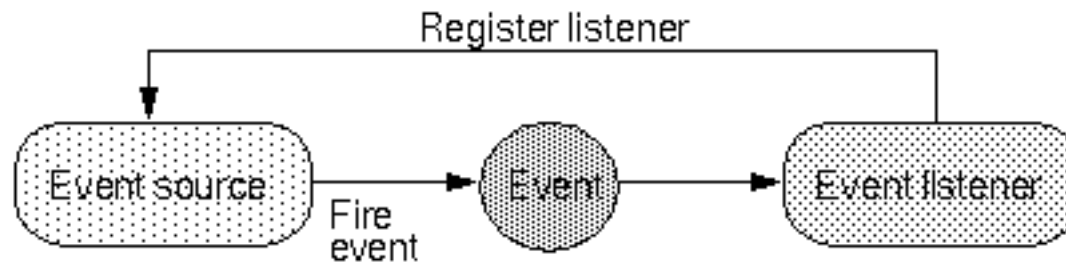 Register listener
Event source
Event
Event listener
Fire
event